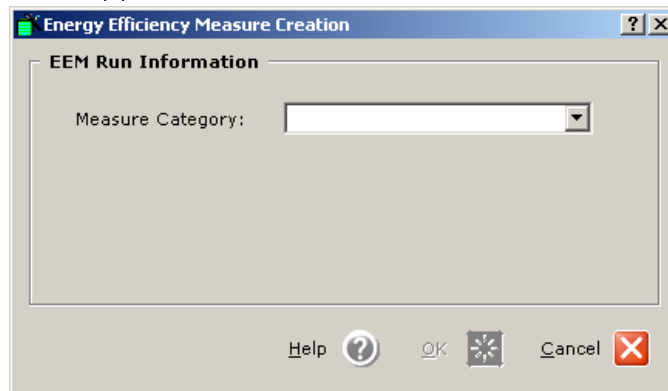 Energy Efficiency Measure Creation
EEM Run Information
Measure Category:
Help OK Cancel